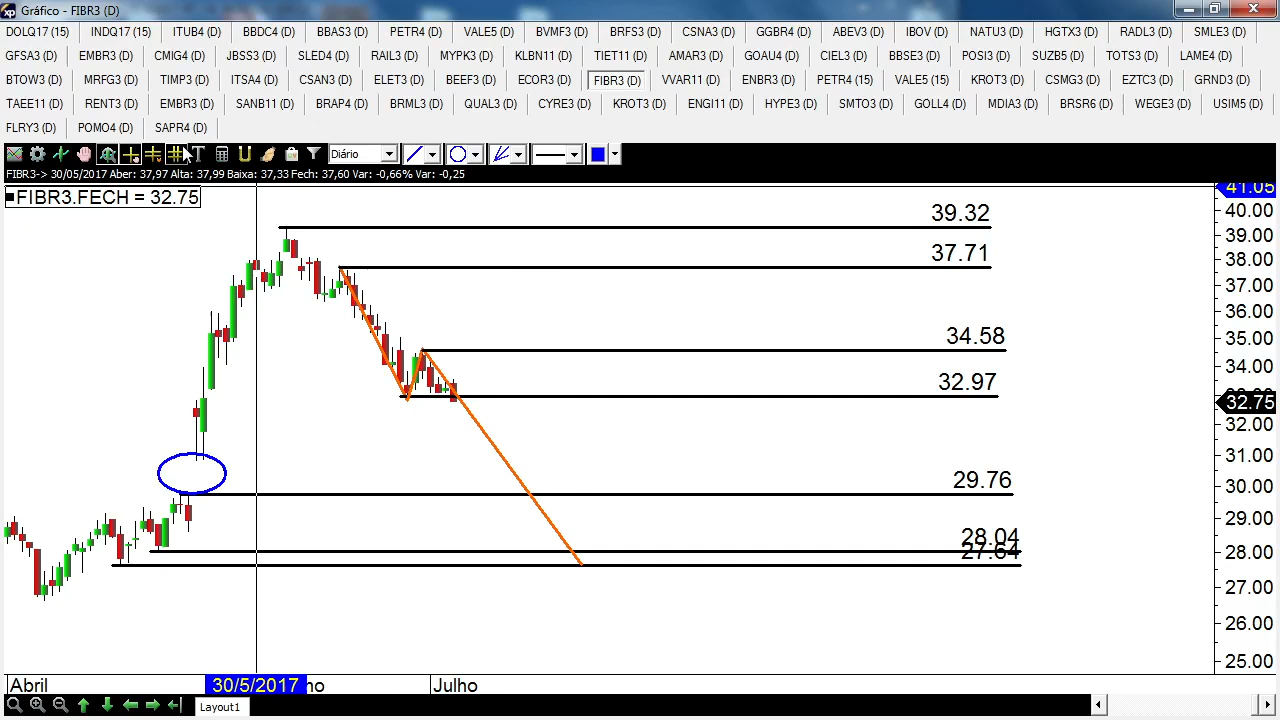 xp Gráfico - FIBR3 (D)
DOLQ17 (15) INDQ17 (15) ITUB4 (D) BBDC4 (D) BBAS3 (D) PETR4 (D) VALE5 (D) BVMF3 (D) BRFS3 (D) CSNA3 (D) GGBR4 (D) ABEV3 (D) IBOV (D) NATU3 (D) HGTX3 (D) RADL3 (D) SMLE3 (D)
GFSA3 (D) EMBR3 (D) CMIG4 (D) JBSS3 (D) SLED4 (D) RAIL3 (D) MYPK3 (D) KLBN11 (D) TIET11 (D) AMAR3 (D) GOAU4 (D) CIEL3 (D) BBSE3 (D) POSI3 (D) SUZB5 (D) TOTS3 (D) LAME4 (D)
BTOW3 (D) MRFG3 (D) TIMP3 (D) ITSA4 (D) CSAN3 (D) ELET3 (D) BEEF3 (D) ECOR3 (D) FIBR3 (D) VVAR11 (D) ENBR3 (D) PETR4 (15) VALE5 (15) KROT3 (D) CSMG3 (D) EZTC3 (D) GRND3 (D)
TAEE11 (D) RENT3 (D) EMBR3 (D) SANB11 (D) BRAP4 (D) BRML3 (D) QUAL3 (D) CYRE3 (D) KROT3 (D) ENGI11 (D) HYPE3 (D) SMTO3 (D) GOLL4 (D) MDIA3 (D) BRSR6 (D) WEGE3 (D) USIM5 (D)
FLRY3 (D) POMO4 (D) SAPR4 (D)
Diário
FIBR3-> 30/05/2017 Aber: 37,97 Alta: 37,99 Baixa: 37,33 Fech: 37,60 Var: -0,66% Var: -0,25
FIBR3.FECH = 32.75
41.05
40.00
39.32
39.00
37.71
38.00
37.00
36.00
34.58
35.00
34.00
32.97
32.75
32.00
31.00
29.76
30.00
29.00
28.04
27.64
28.00
27.00
26.00
25.00
Abril 30/5/2017 ho Julho
Layout1